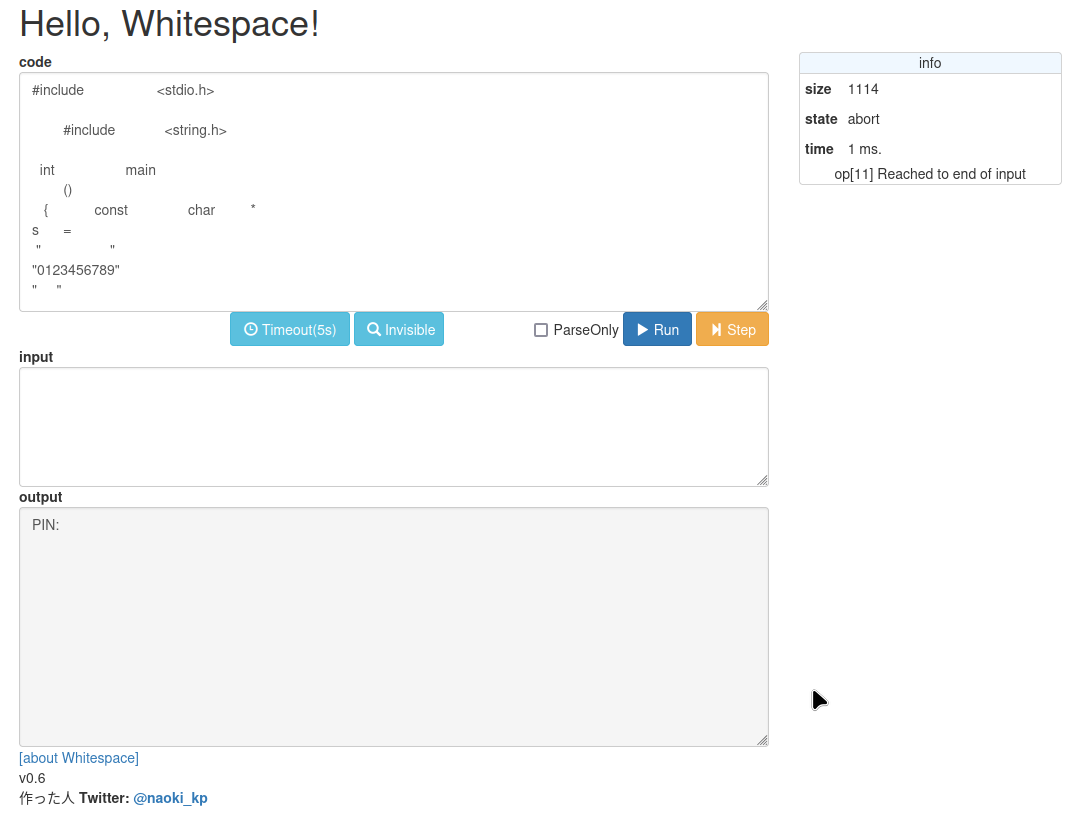 Hello, Whitespace!
code
#include <stdio.h>
#include <string.h>
int main
()
{ const char *
s =
" "
"0123456789"
" "
Timeout(5s) Invisible ParseOnly Run Step
input
output
PIN:
[about Whitespace]
v0.6
作った人 Twitter: @naoki_kp
info
size 1114
state abort
time 1 ms.
op[11] Reached to end of input